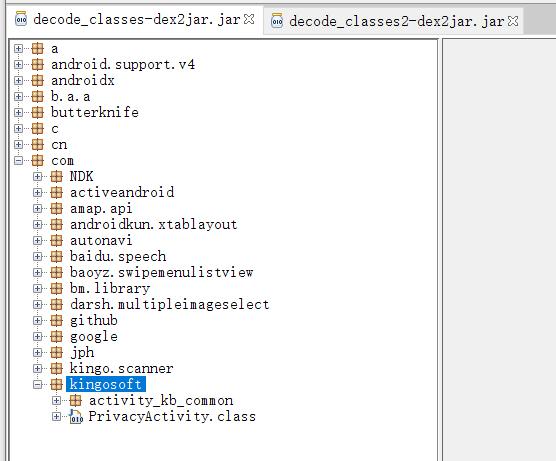 decode_classes-dex2jar.jar decode_classes2-dex2jar.jar
a
android.support.v4
androidx
b.a.a
butterknife
c
cn
com
NDK
activeandroid
amap.api
androidkun.xtablayout
autonavi
baidu.speech
baoyz.swipemenulistview
bm.library
darsh.multipleimageselect
github
google
jph
kingo.scanner
kingosoft
activity_kb_common
PrivacyActivity.class